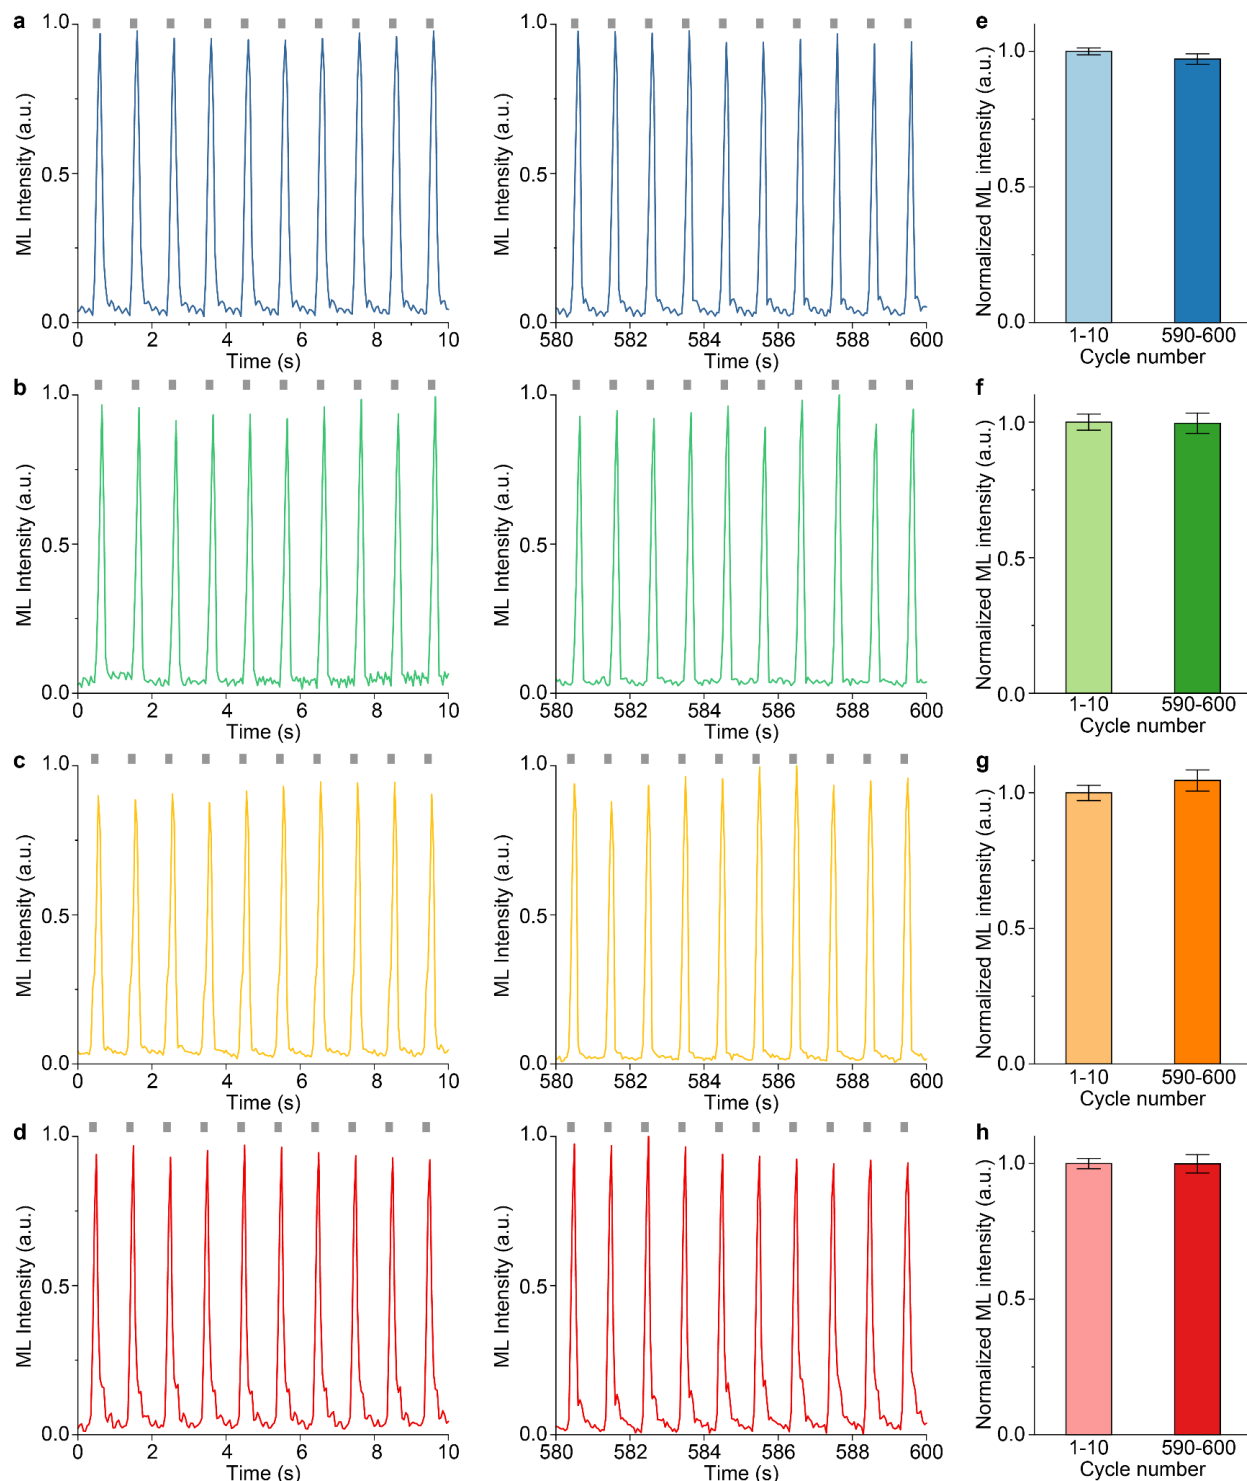 a
1.0
0.5
0.0
ML Intensity (a.u.)
0 2 4 6 8 10
Time (s)
1.0
0.5
0.0
ML Intensity (a.u.)
580 582 584 586 588 600
Time (s)
e
1.0
0.5
0.0
Normalized ML intensity (a.u.)
1-10 590-600
Cycle number
b
1.0
0.5
0.0
ML Intensity (a.u.)
0 2 4 6 8 10
Time (s)
1.0
0.5
0.0
ML Intensity (a.u.)
580 582 584 586 588 600
Time (s)
f
1.0
0.5
0.0
Normalized ML intensity (a.u.)
1-10 590-600
Cycle number
c
1.0
0.5
0.0
ML Intensity (a.u.)
0 2 4 6 8 10
Time (s)
1.0
0.5
0.0
ML Intensity (a.u.)
580 582 584 586 588 600
Time (s)
g
1.0
0.5
0.0
Normalized ML intensity (a.u.)
1-10 590-600
Cycle number
d
1.0
0.5
0.0
ML Intensity (a.u.)
0 2 4 6 8 10
Time (s)
1.0
0.5
0.0
ML Intensity (a.u.)
580 582 584 586 588 600
Time (s)
h
1.0
0.5
0.0
Normalized ML intensity (a.u.)
1-10 590-600
Cycle number